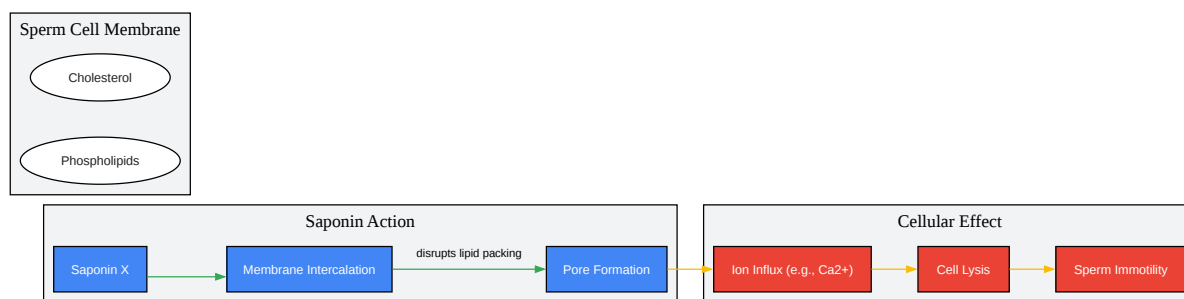 Sperm Cell Membrane
Cholesterol
Phospholipids
Saponin Action
Saponin X
Membrane Intercalation
disrupts lipid packing
Pore Formation
Cellular Effect
Ion Influx (e.g., Ca2+)
Cell Lysis
Sperm Immotility